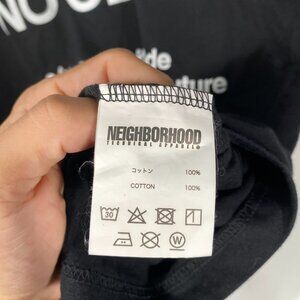 NEIGHBORHOOD
TECHNICAL APPAREL®
コットン 100%
COTTON 100%
30
W